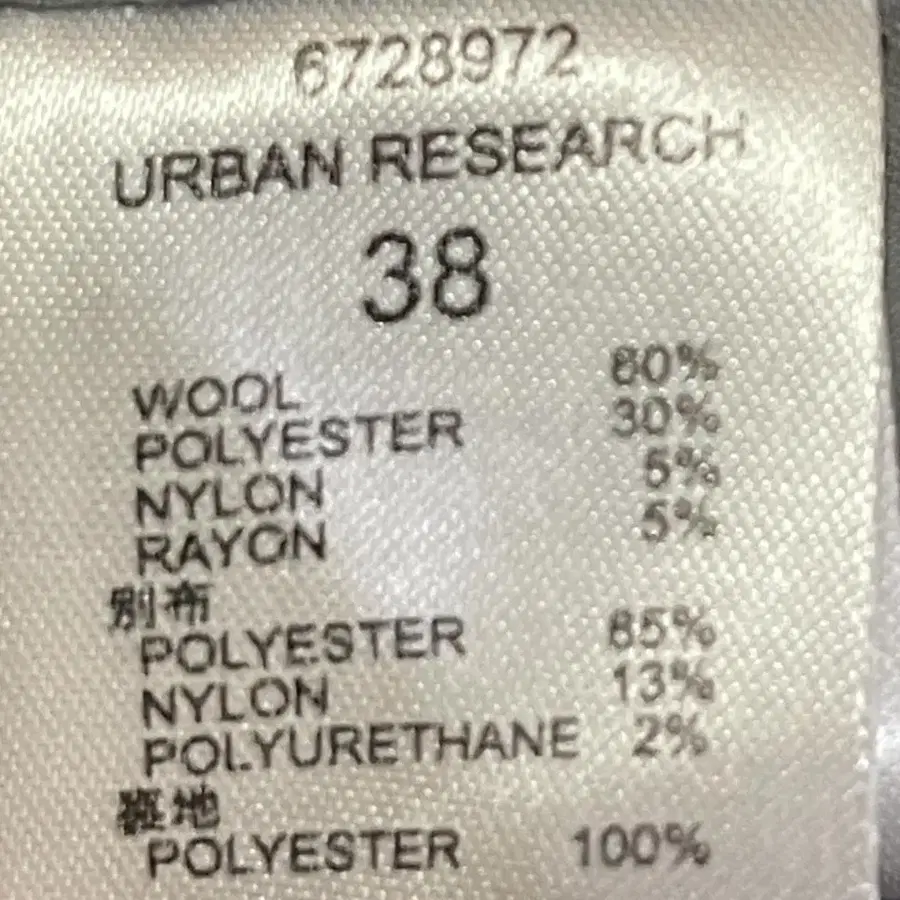 6728972
URBAN RESEARCH
38
WOOL 60%
POLYESTER 30%
NYLON 5%
RAYON 5%
別布
POLYESTER 85%
NYLON 13%
POLYURETHANE 2%
裏地
POLYESTER 100%